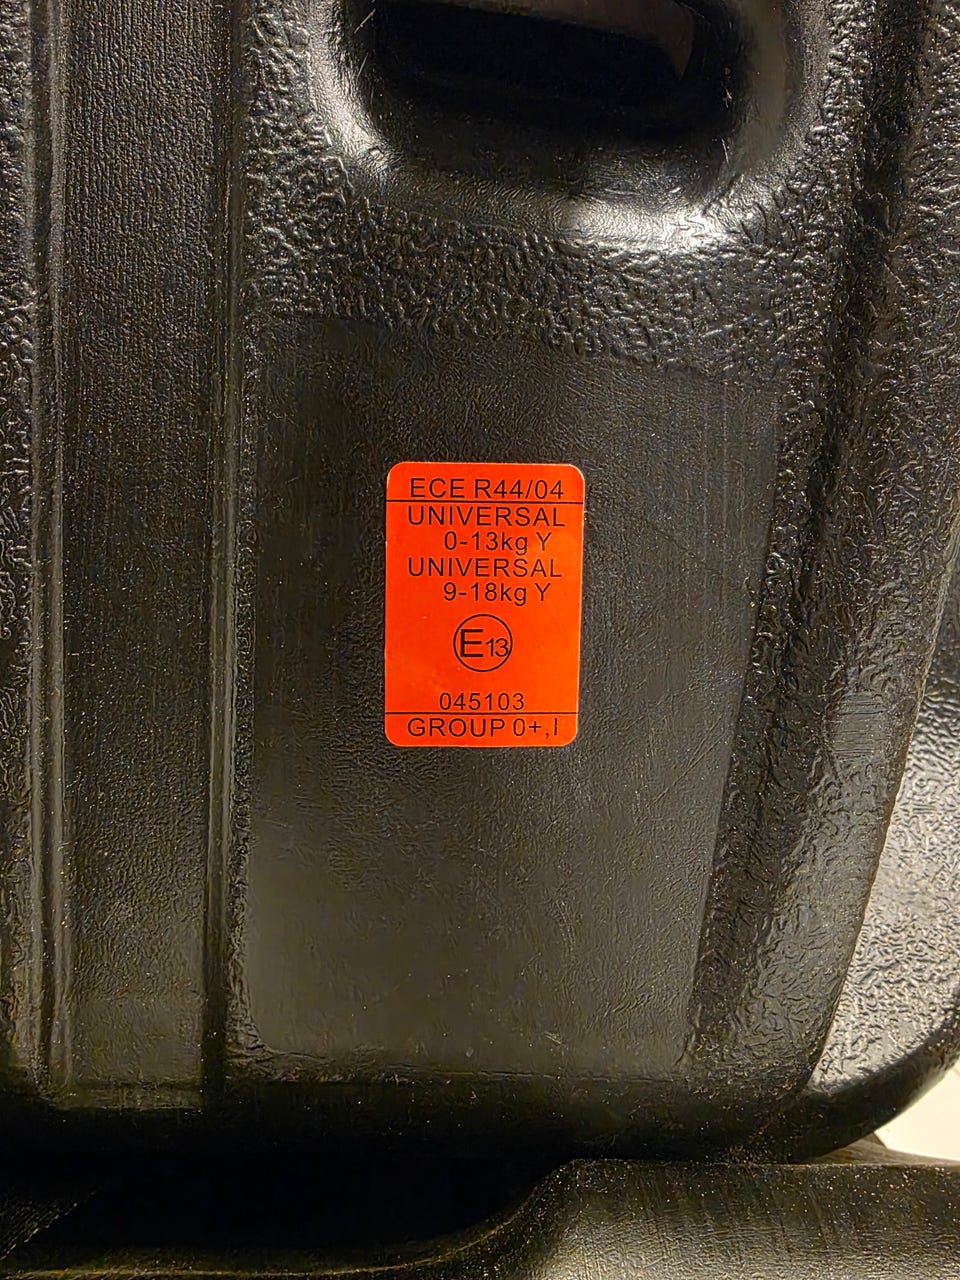 ECE R44/04
UNIVERSAL
0-13kg Y
UNIVERSAL
9-18kg Y
E13
045103
GROUP 0+,I